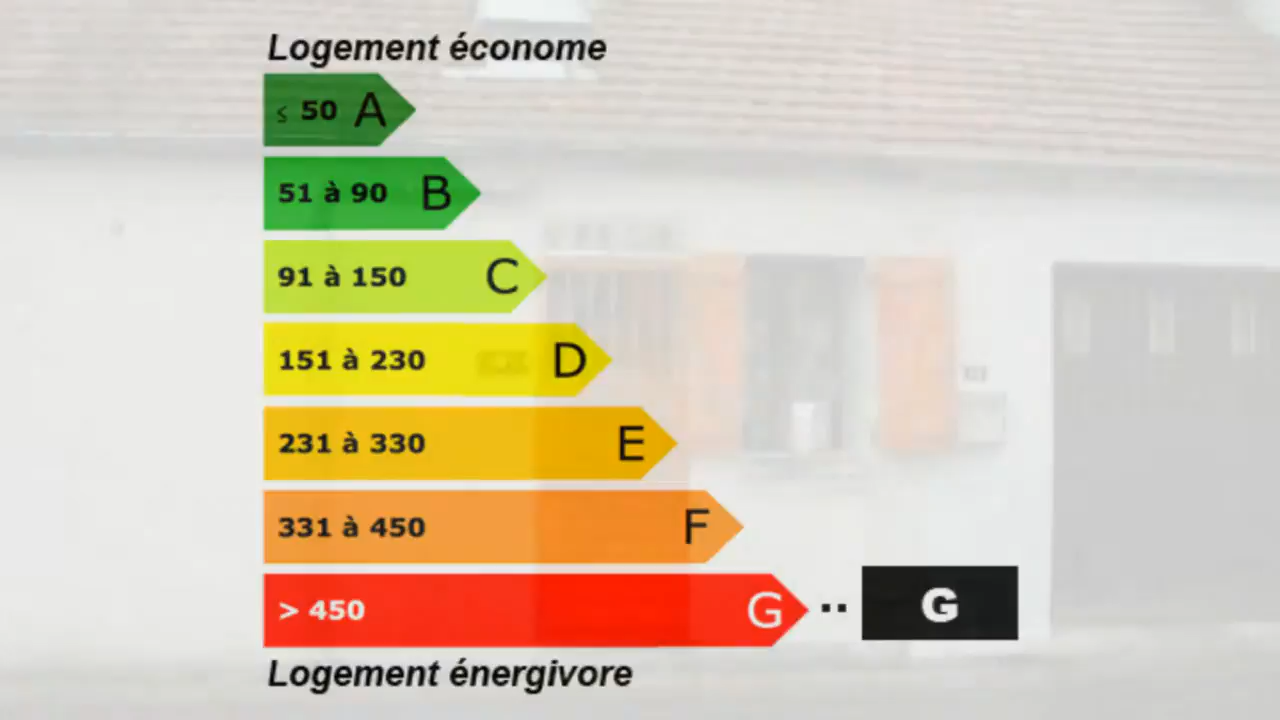 Logement économe
≤ 50 A
51 à 90 B
91 à 150 C
151 à 230 D
231 à 330 E
331 à 450 F
> 450 G ·· G
Logement énergivore